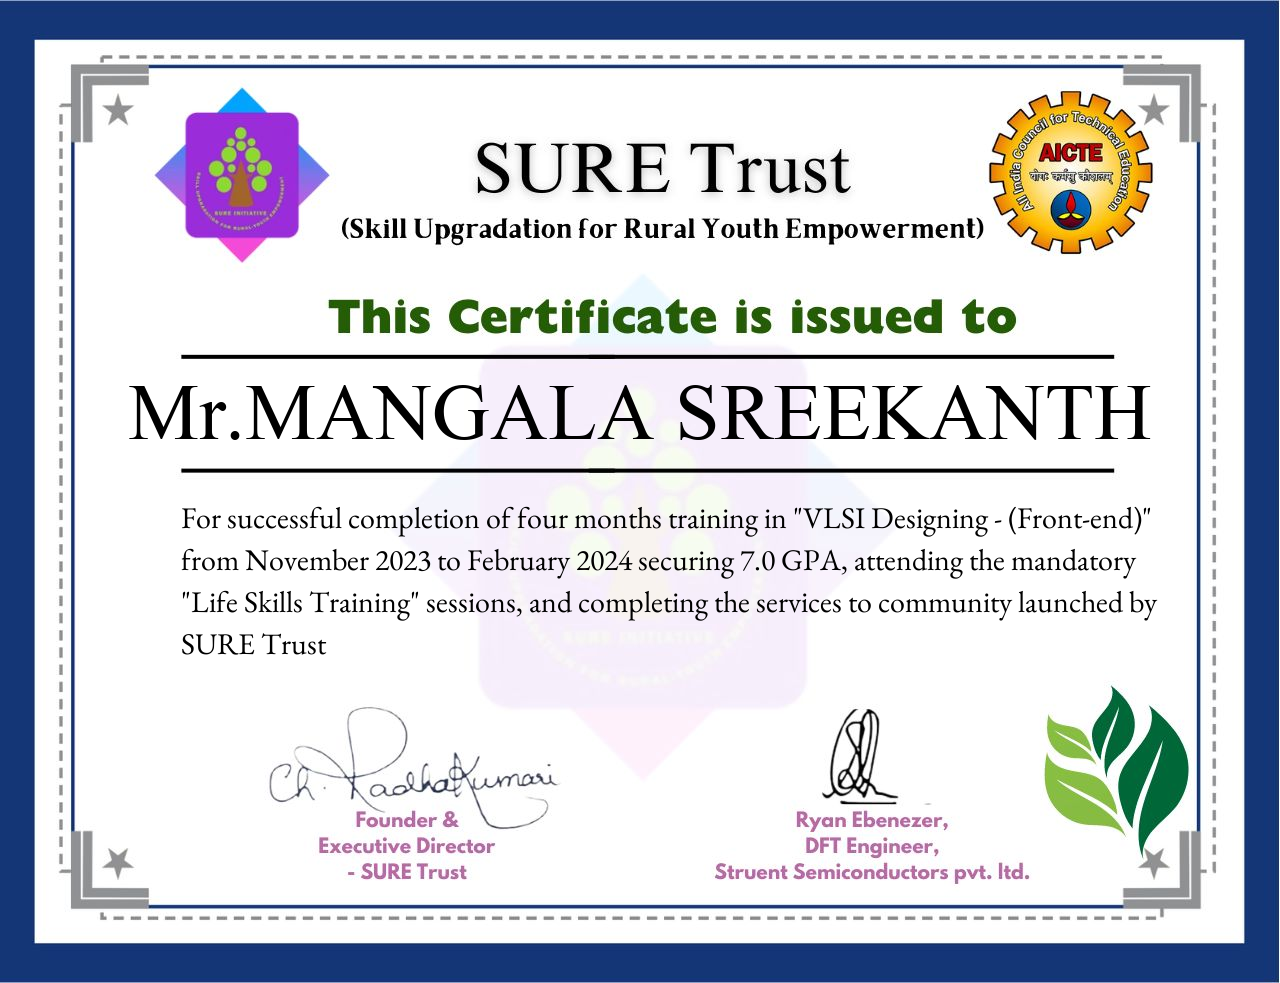 SURE Trust
(Skill Upgradation for Rural Youth Empowerment)
SKILL UPGRADATION FOR RURAL-YOUTH EMPOWERMENT
SURE INITIATIVE
All India Council for Technical Education
AICTE
योगः कर्मसु कौशलम्
This Certificate is issued to
Mr.MANGALA SREEKANTH
For successful completion of four months training in "VLSI Designing - (Front-end)"
from November 2023 to February 2024 securing 7.0 GPA, attending the mandatory
"Life Skills Training" sessions, and completing the services to community launched by
SURE Trust
SURE INITIATIVE
Ch. RadhaKumari
Founder &
Executive Director
- SURE Trust
Ryan Ebenezer,
DFT Engineer,
Struent Semiconductors pvt. ltd.